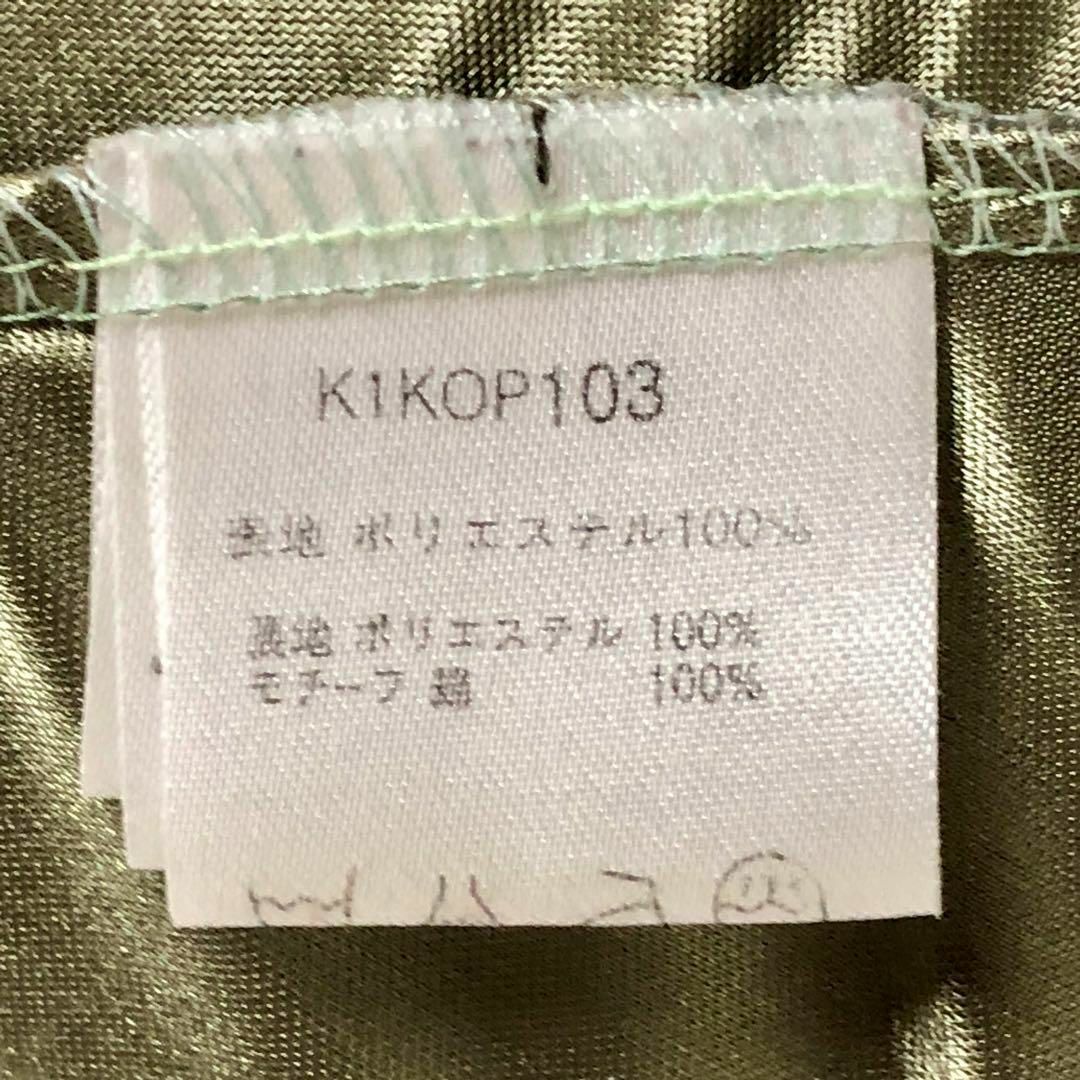 K1KOP103
表地 ポリエステル100%
裏地 ポリエステル 100%
モチーフ 綿 100%